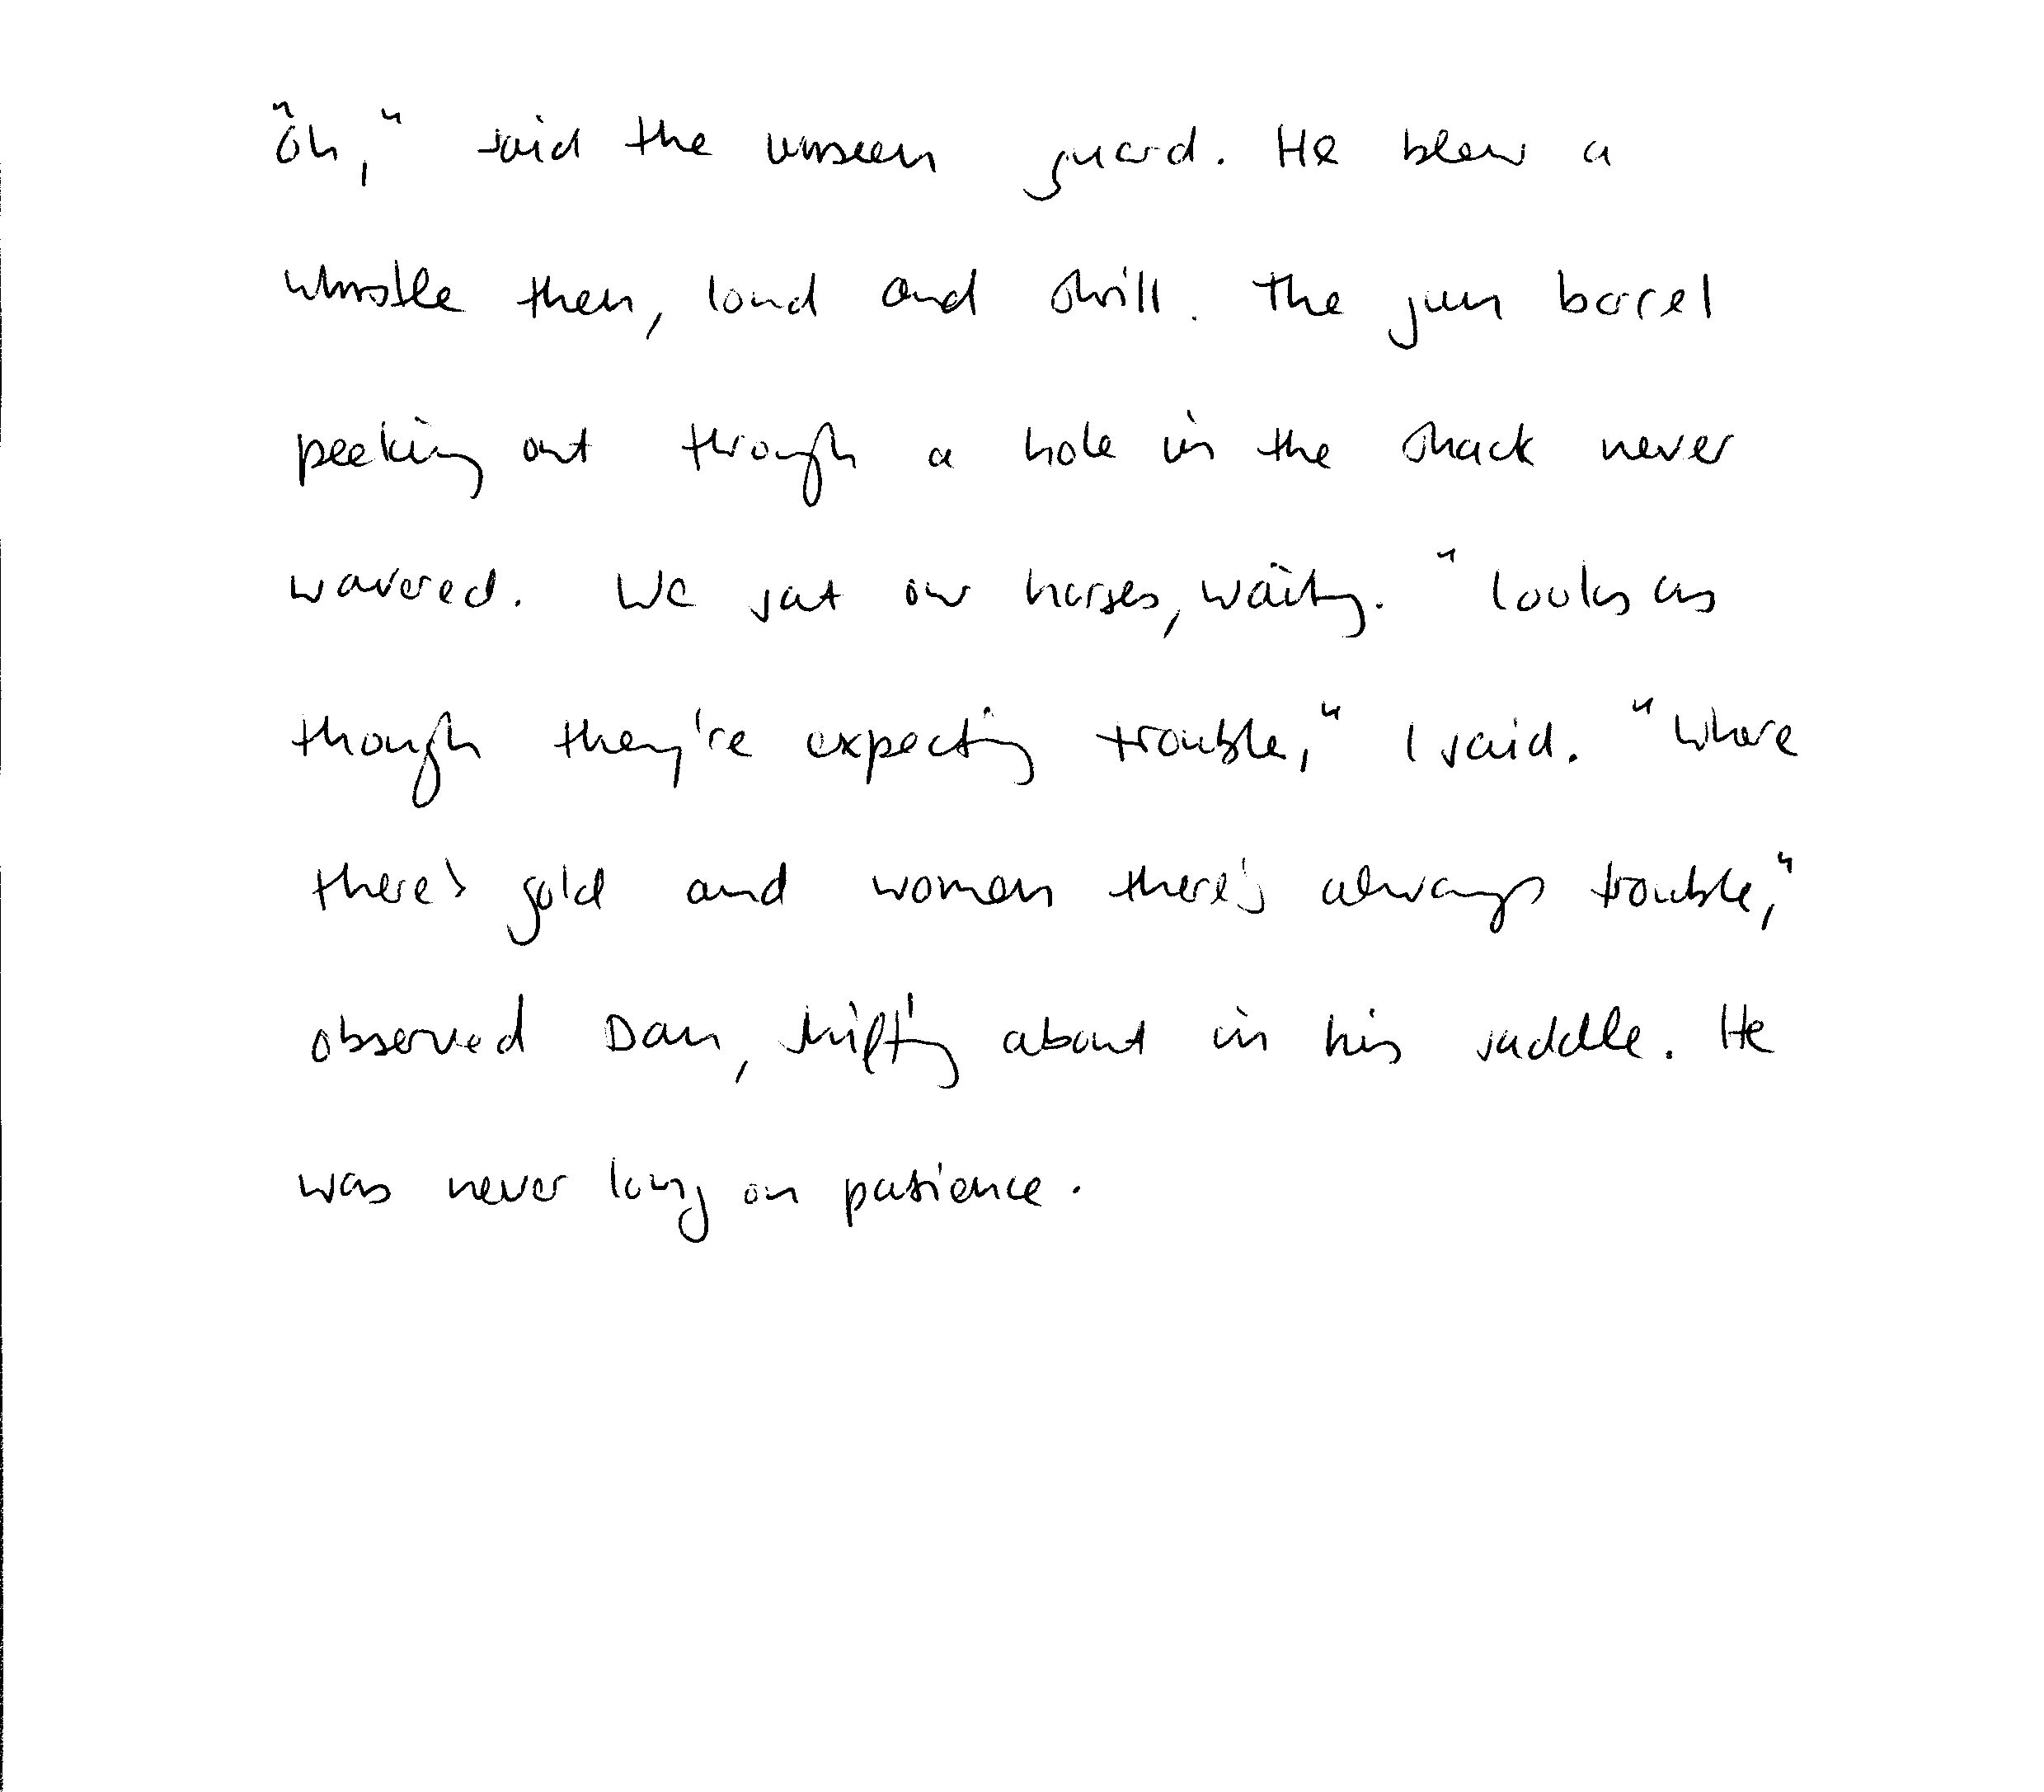 "Oh," said the unseen guard. He blew a
whistle then, loud and shrill. The gun barel
peeking out through a hole in the shack never
wavered. We sat our horses, waiting. "Looks as
though they're expecting trouble," I said. "Where
there's gold and women there's always trouble,"
observed Dan, shifting about in his saddle. He
was never long on patience.